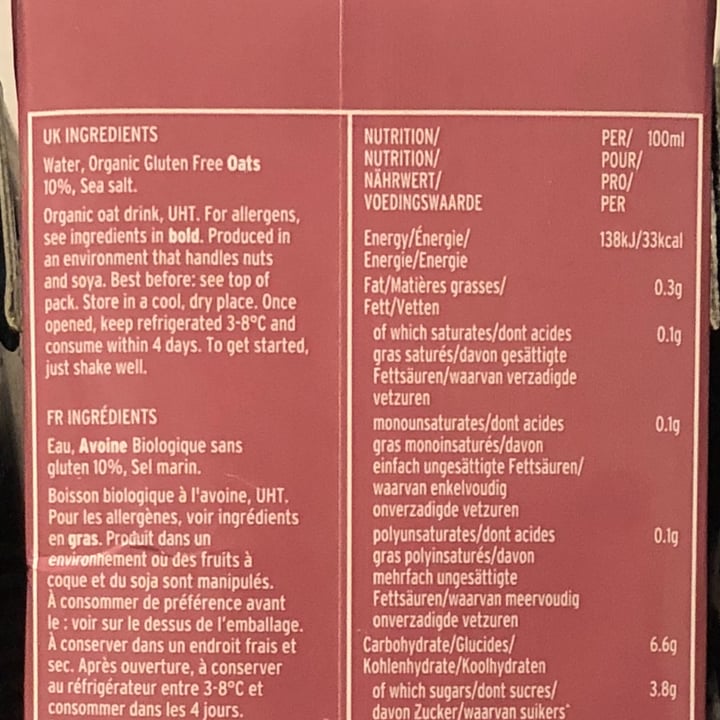 UK INGREDIENTS
Water, Organic Gluten Free Oats
10%, Sea salt.
Organic oat drink, UHT. For allergens,
see ingredients in bold. Produced in
an environment that handles nuts
and soya. Best before: see top of
pack. Store in a cool, dry place. Once
opened, keep refrigerated 3-8°C and
consume within 4 days. To get started,
just shake well.
FR INGRÉDIENTS
Eau, Avoine Biologique sans
gluten 10%, Sel marin.
Boisson biologique à l'avoine, UHT.
Pour les allergènes, voir ingrédients
en gras. Produit dans un
environnement où des fruits à
coque et du soja sont manipulés.
À consommer de préférence avant
le : voir sur le dessus de l'emballage.
À conserver dans un endroit frais et
sec. Après ouverture, à conserver
au réfrigérateur entre 3-8°C et
consommer dans les 4 jours.
NUTRITION/ PER/ 100ml
NUTRITION/ POUR/
NÄHRWERT/ PRO/
VOEDINGSWAARDE PER
Energy/Énergie/ 138kJ/33kcal
Energie/Energie
Fat/Matières grasses/ 0.3g
Fett/Vetten
of which saturates/dont acides 0.1g
gras saturés/davon gesättigte
Fettsäuren/waarvan verzadigde
vetzuren
monounsaturates/dont acides 0.1g
gras monoinsaturés/davon
einfach ungesättigte Fettsäuren/
waarvan enkelvoudig
onverzadigde vetzuren
polyunsaturates/dont acides 0.1g
gras polyinsaturés/davon
mehrfach ungesättigte
Fettsäuren/waarvan meervoudig
onverzadigde vetzuren
Carbohydrate/Glucides/ 6.6g
Kohlenhydrate/Koolhydraten
of which sugars/dont sucres/ 3.8g
davon Zucker/waarvan suikers^